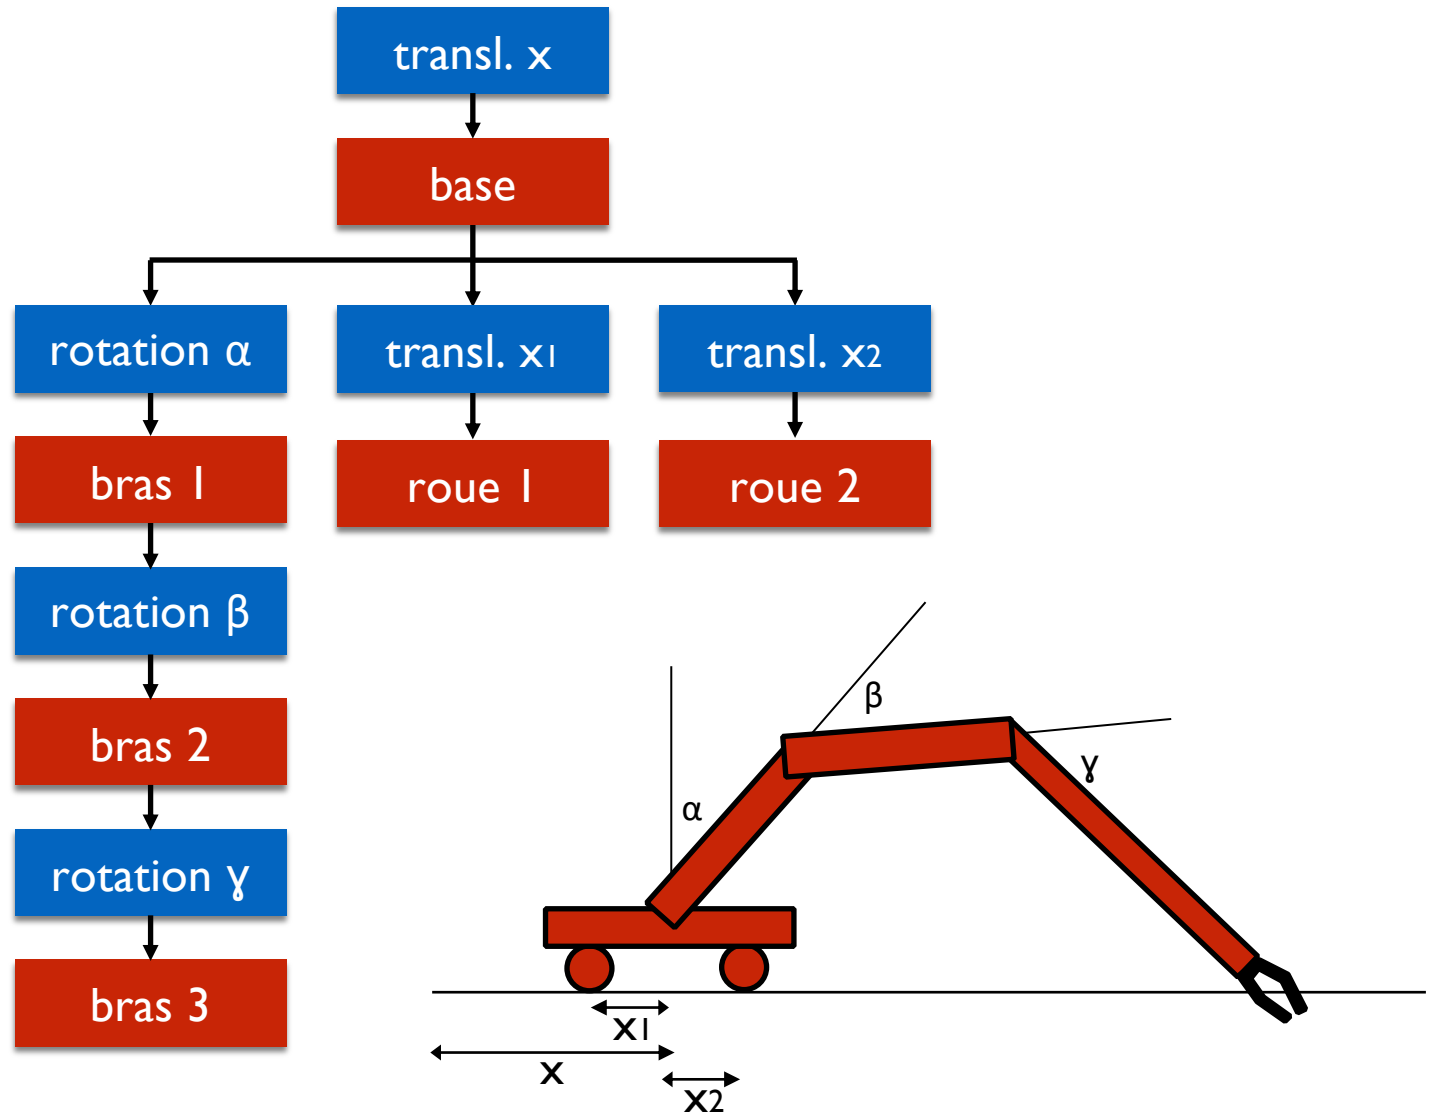 transl. x
base
rotation α
transl. x1
transl. x2
bras 1
roue 1
roue 2
rotation β
bras 2
rotation γ
bras 3
β
γ
α
x1
x
x2